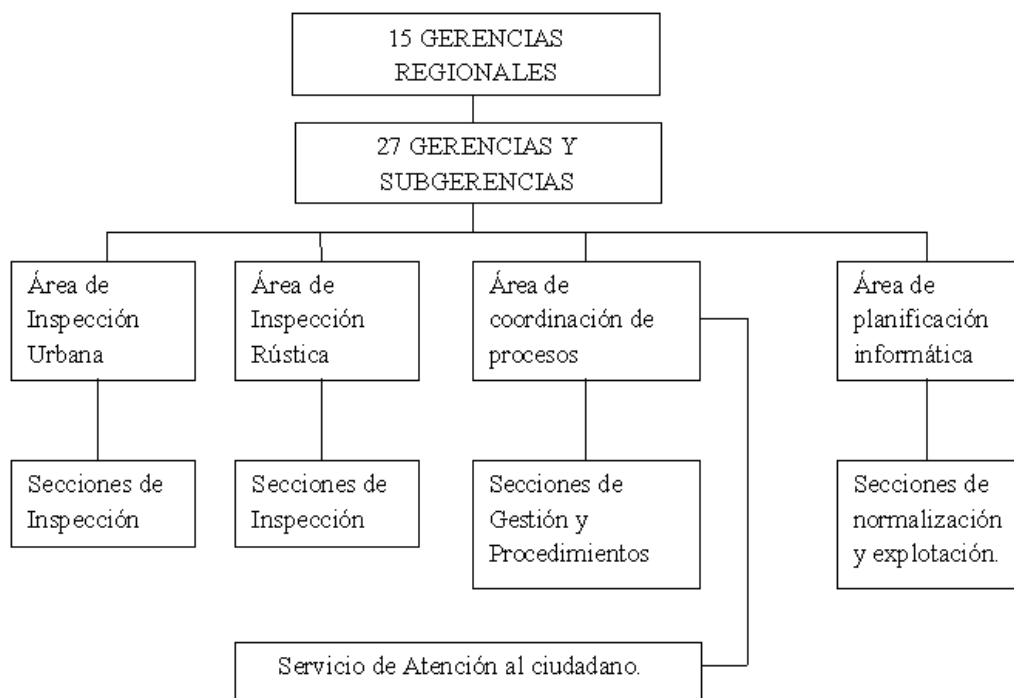 15 GERENCIAS
REGIONALES
27 GERENCIAS Y
SUBGERENCIAS
Área de
Inspección
Urbana
Área de
Inspección
Rústica
Área de
coordinación de
procesos
Área de
planificación
informática
Secciones de
Inspección
Secciones de
Inspección
Secciones de
Gestión y
Procedimientos
Secciones de
normalización
y explotación.
Servicio de Atención al ciudadano.